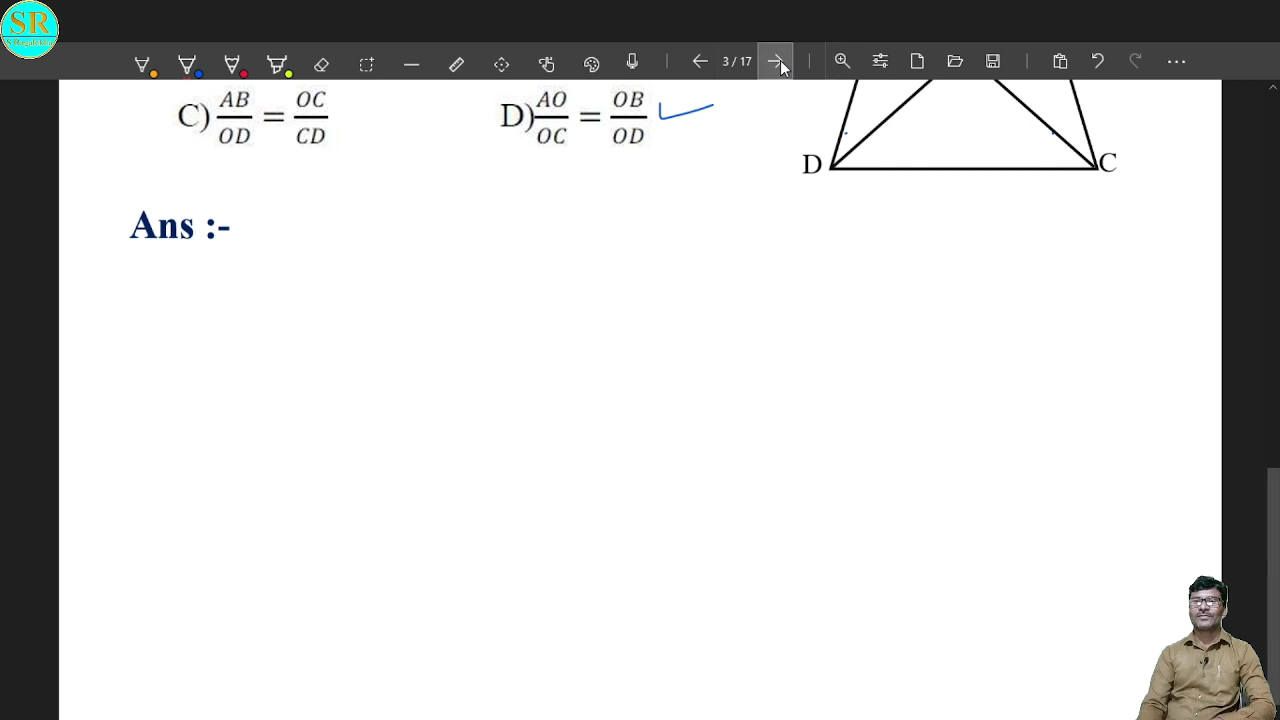 SR
3 / 17
C) AB/OD = OC/CD D) AO/OC = OB/OD
D C
Ans :-